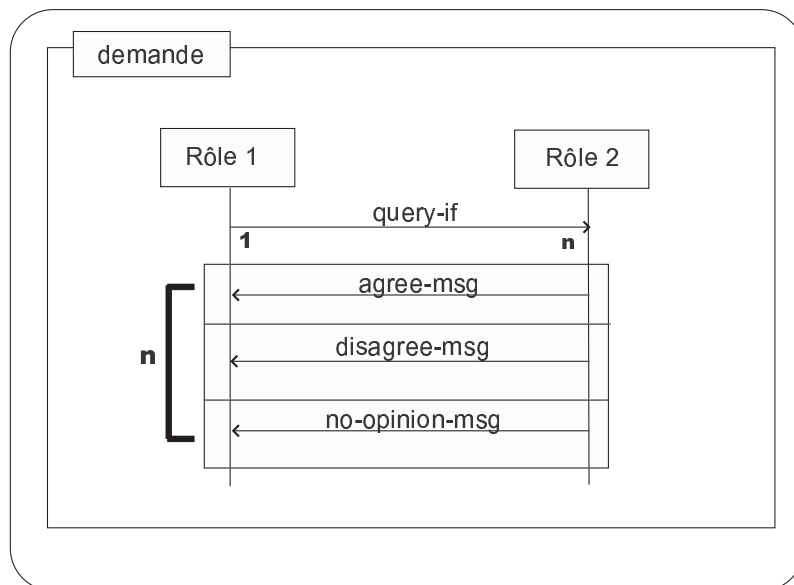 demande
Rôle 1
Rôle 2
query-if
1
n
agree-msg
disagree-msg
n
no-opinion-msg